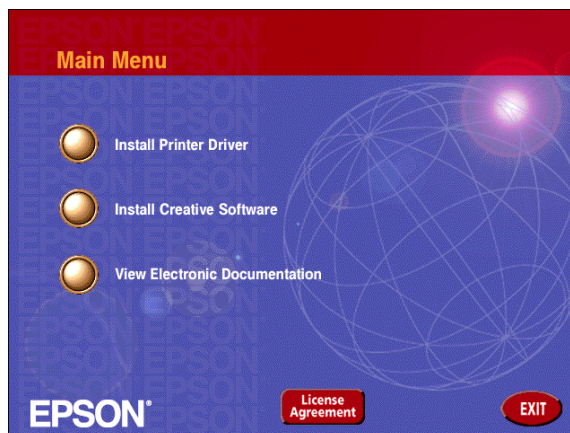 Main Menu
Install Printer Driver
Install Creative Software
View Electronic Documentation
EPSON®
License
Agreement
EXIT